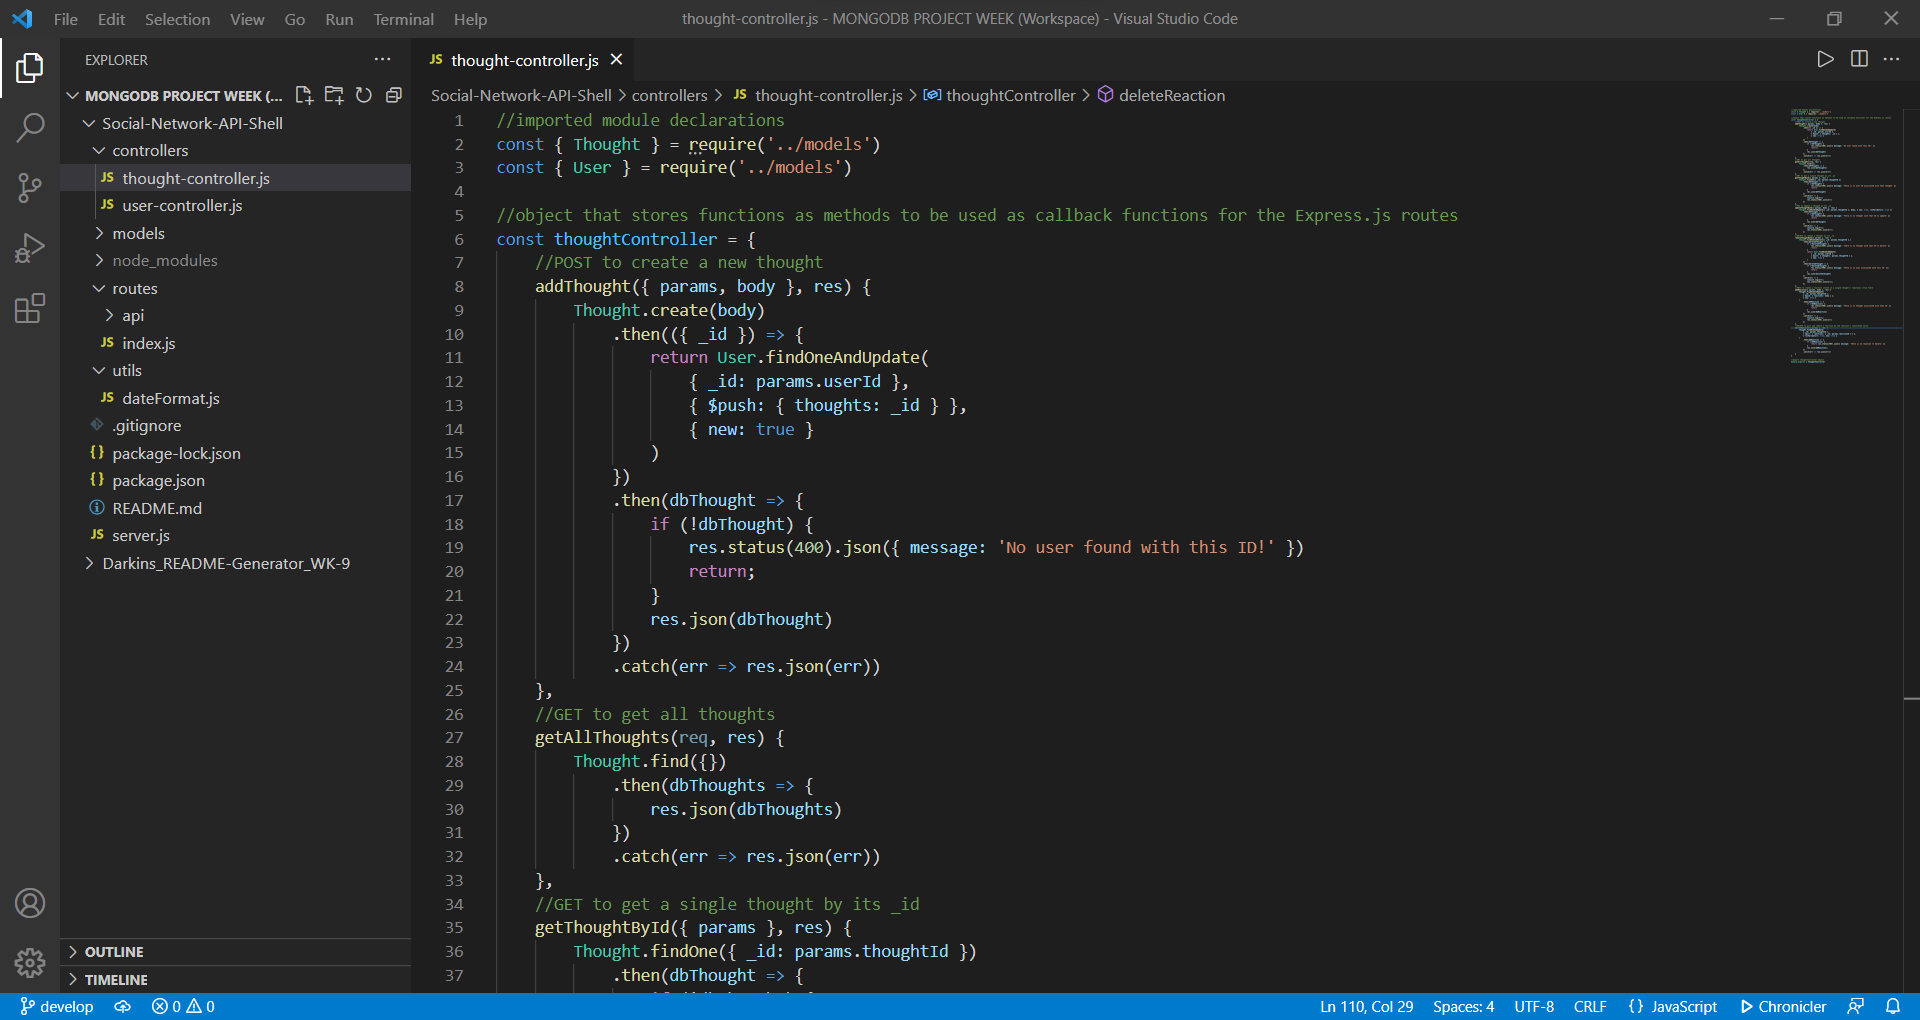 File Edit Selection View Go Run Terminal Help
thought-controller.js - MONGODB PROJECT WEEK (Workspace) - Visual Studio Code
EXPLORER
MONGODB PROJECT WEEK (...
Social-Network-API-Shell
controllers
JS thought-controller.js
JS user-controller.js
models
node_modules
routes
api
JS index.js
utils
JS dateFormat.js
.gitignore
{} package-lock.json
{} package.json
README.md
JS server.js
Darkins_README-Generator_WK-9
OUTLINE
TIMELINE
JS thought-controller.js
Social-Network-API-Shell > controllers > JS thought-controller.js > thoughtController > deleteReaction
1 //imported module declarations
2 const { Thought } = require('../models')
3 const { User } = require('../models')
4
5 //object that stores functions as methods to be used as callback functions for the Express.js routes
6 const thoughtController = {
7     //POST to create a new thought
8     addThought({ params, body }, res) {
9         Thought.create(body)
10             .then(({ _id }) => {
11                 return User.findOneAndUpdate(
12                     { _id: params.userId },
13                     { $push: { thoughts: _id } },
14                     { new: true }
15                 )
16             })
17             .then(dbThought => {
18                 if (!dbThought) {
19                     res.status(400).json({ message: 'No user found with this ID!' })
20                     return;
21                 }
22                 res.json(dbThought)
23             })
24             .catch(err => res.json(err))
25     },
26     //GET to get all thoughts
27     getAllThoughts(req, res) {
28         Thought.find({})
29             .then(dbThoughts => {
30                 res.json(dbThoughts)
31             })
32             .catch(err => res.json(err))
33     },
34     //GET to get a single thought by its _id
35     getThoughtById({ params }, res) {
36         Thought.findOne({ _id: params.thoughtId })
37             .then(dbThought => {
develop 0 0 Ln 110, Col 29 Spaces: 4 UTF-8 CRLF {} JavaScript Chronicler